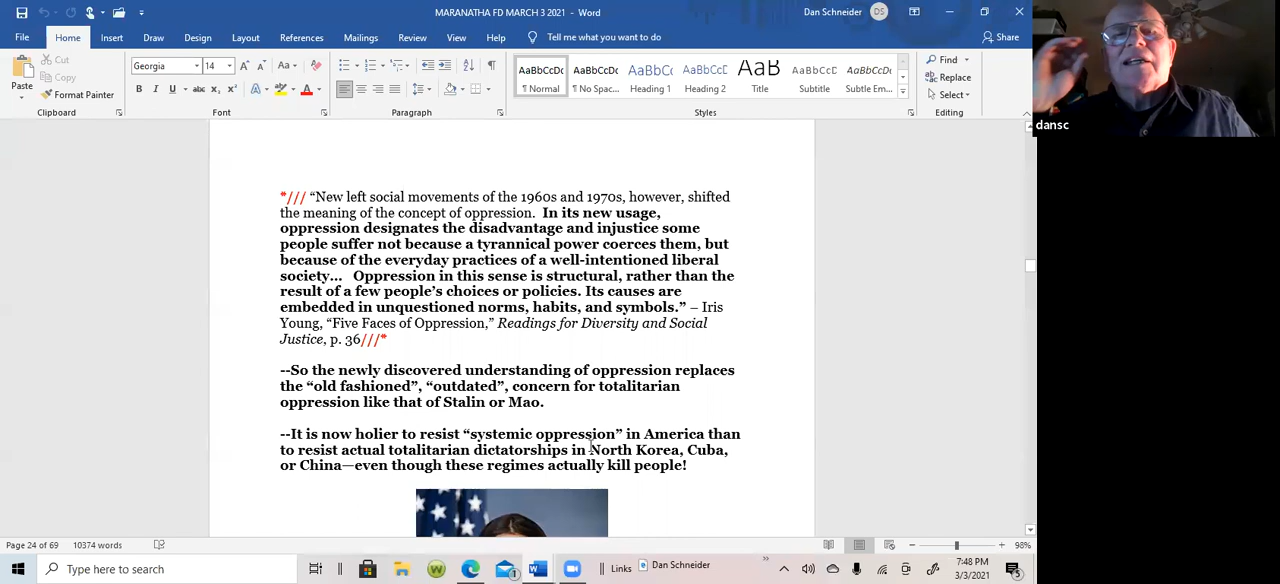 MARANATHA FD MARCH 3 2021 - Word
Dan Schneider DS
File Home Insert Draw Design Layout References Mailings Review View Help Tell me what you want to do Share
Cut
Copy
Paste
Format Painter
Georgia 14
Clipboard Font Paragraph Styles Editing
AaBbCcDc AaBbCcDc AaBbCc AaBbCcD AaB AaBbCcD AaBbCcDc
¶ Normal ¶ No Spac... Heading 1 Heading 2 Title Subtitle Subtle Em...
Find
Replace
Select
dansc
*/// “New left social movements of the 1960s and 1970s, however, shifted
the meaning of the concept of oppression. In its new usage,
oppression designates the disadvantage and injustice some
people suffer not because a tyrannical power coerces them, but
because of the everyday practices of a well-intentioned liberal
society… Oppression in this sense is structural, rather than the
result of a few people’s choices or policies. Its causes are
embedded in unquestioned norms, habits, and symbols.” – Iris
Young, “Five Faces of Oppression,” Readings for Diversity and Social
Justice, p. 36///*
--So the newly discovered understanding of oppression replaces
the “old fashioned”, “outdated”, concern for totalitarian
oppression like that of Stalin or Mao.
--It is now holier to resist “systemic oppression” in America than
to resist actual totalitarian dictatorships in North Korea, Cuba,
or China—even though these regimes actually kill people!
Page 24 of 69 10374 words
98%
Type here to search
Links Dan Schneider
7:48 PM
3/3/2021